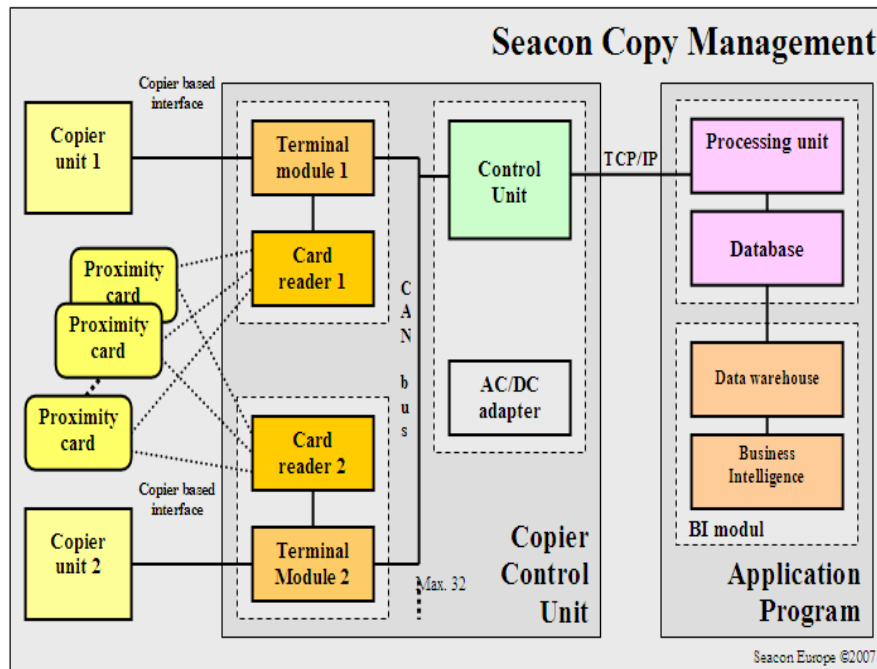 Seacon Copy Management
Copier based
interface
Copier
unit 1
Terminal
module 1
Control
Unit
TCP/IP
Processing unit
Database
Card
reader 1
Proximity
card
Proximity
card
Proximity
card
CAN bus
AC/DC
adapter
Data warehouse
Business
Intelligence
BI modul
Card
reader 2
Copier based
interface
Copier
unit 2
Terminal
Module 2
Max. 32
Copier
Control
Unit
Application
Program
Seacon Europe ©2007